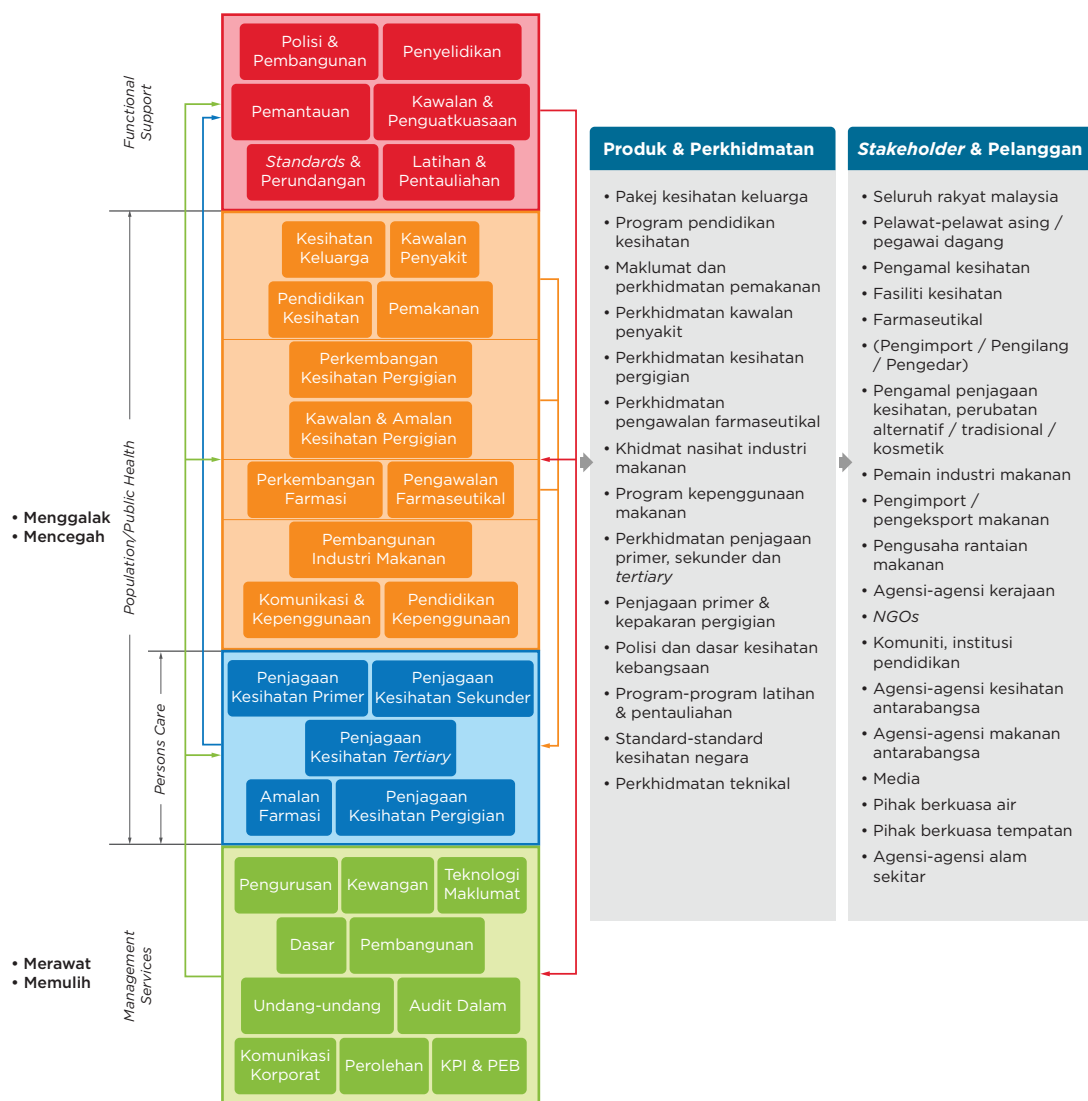 Functional
Support
Polisi &
Pembangunan
Penyelidikan
Pemantauan
Kawalan &
Penguatkuasaan
Standards &
Perundangan
Latihan &
Pentauliahan
• Menggalak
• Mencegah
Population/Public Health
Kesihatan
Keluarga
Kawalan
Penyakit
Pendidikan
Kesihatan
Pemakanan
Perkembangan
Kesihatan Pergigian
Kawalan & Amalan
Kesihatan Pergigian
Perkembangan
Farmasi
Pengawalan
Farmaseutikal
Pembangunan
Industri Makanan
Komunikasi &
Kepenggunaan
Pendidikan
Kepenggunaan
Persons Care
Penjagaan
Kesihatan Primer
Penjagaan
Kesihatan Sekunder
Penjagaan
Kesihatan Tertiary
Amalan
Farmasi
Penjagaan
Kesihatan Pergigian
• Merawat
• Memulih
Management
Services
Pengurusan
Kewangan
Teknologi
Maklumat
Dasar
Pembangunan
Undang-undang
Audit Dalam
Komunikasi
Korporat
Perolehan
KPI & PEB
Produk & Perkhidmatan
• Pakej kesihatan keluarga
• Program pendidikan
kesihatan
• Maklumat dan
perkhidmatan pemakanan
• Perkhidmatan kawalan
penyakit
• Perkhidmatan kesihatan
pergigian
• Perkhidmatan
pengawalan farmaseutikal
• Khidmat nasihat industri
makanan
• Program kepenggunaan
makanan
• Perkhidmatan penjagaan
primer, sekunder dan
tertiary
• Penjagaan primer &
kepakaran pergigian
• Polisi dan dasar kesihatan
kebangsaan
• Program-program latihan
& pentauliahan
• Standard-standard
kesihatan negara
• Perkhidmatan teknikal
Stakeholder & Pelanggan
• Seluruh rakyat malaysia
• Pelawat-pelawat asing /
pegawai dagang
• Pengamal kesihatan
• Fasiliti kesihatan
• Farmaseutikal
• (Pengimport / Pengilang
/ Pengedar)
• Pengamal penjagaan
kesihatan, perubatan
alternatif / tradisional /
kosmetik
• Pemain industri makanan
• Pengimport /
pengeksport makanan
• Pengusaha rantaian
makanan
• Agensi-agensi kerajaan
• NGOs
• Komuniti, institusi
pendidikan
• Agensi-agensi kesihatan
antarabangsa
• Agensi-agensi makanan
antarabangsa
• Media
• Pihak berkuasa air
• Pihak berkuasa tempatan
• Agensi-agensi alam
sekitar